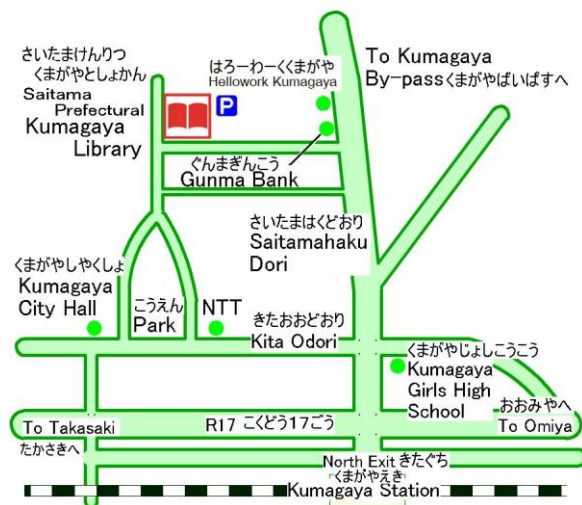 さいたまけんりつ
くまがやとしょかん
Saitama
Prefectural
Kumagaya
Library
P
はろーわーくくまがや
Hellowork Kumagaya
To Kumagaya
By-pass くまがやばいぱすへ
ぐんまぎんこう
Gunma Bank
さいたまはくどおり
Saitamahaku
Dori
くまがやしやくしょ
Kumagaya
City Hall
こうえん
Park
NTT
きたおおどおり
Kita Odori
くまがやじょしこうこう
Kumagaya
Girls High
School
おおみやへ
To Omiya
To Takasaki
たかさきへ
R17 こくどう17ごう
North Exit きたぐち
くまがやえき
Kumagaya Station